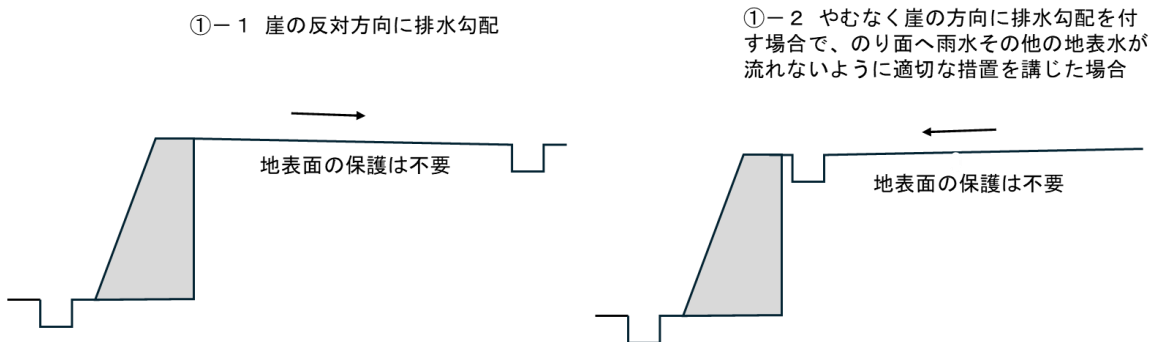 ①－１ 崖の反対方向に排水勾配
地表面の保護は不要
①－２ やむなく崖の方向に排水勾配を付
す場合で、のり面へ雨水その他の地表水が
流れないように適切な措置を講じた場合
地表面の保護は不要